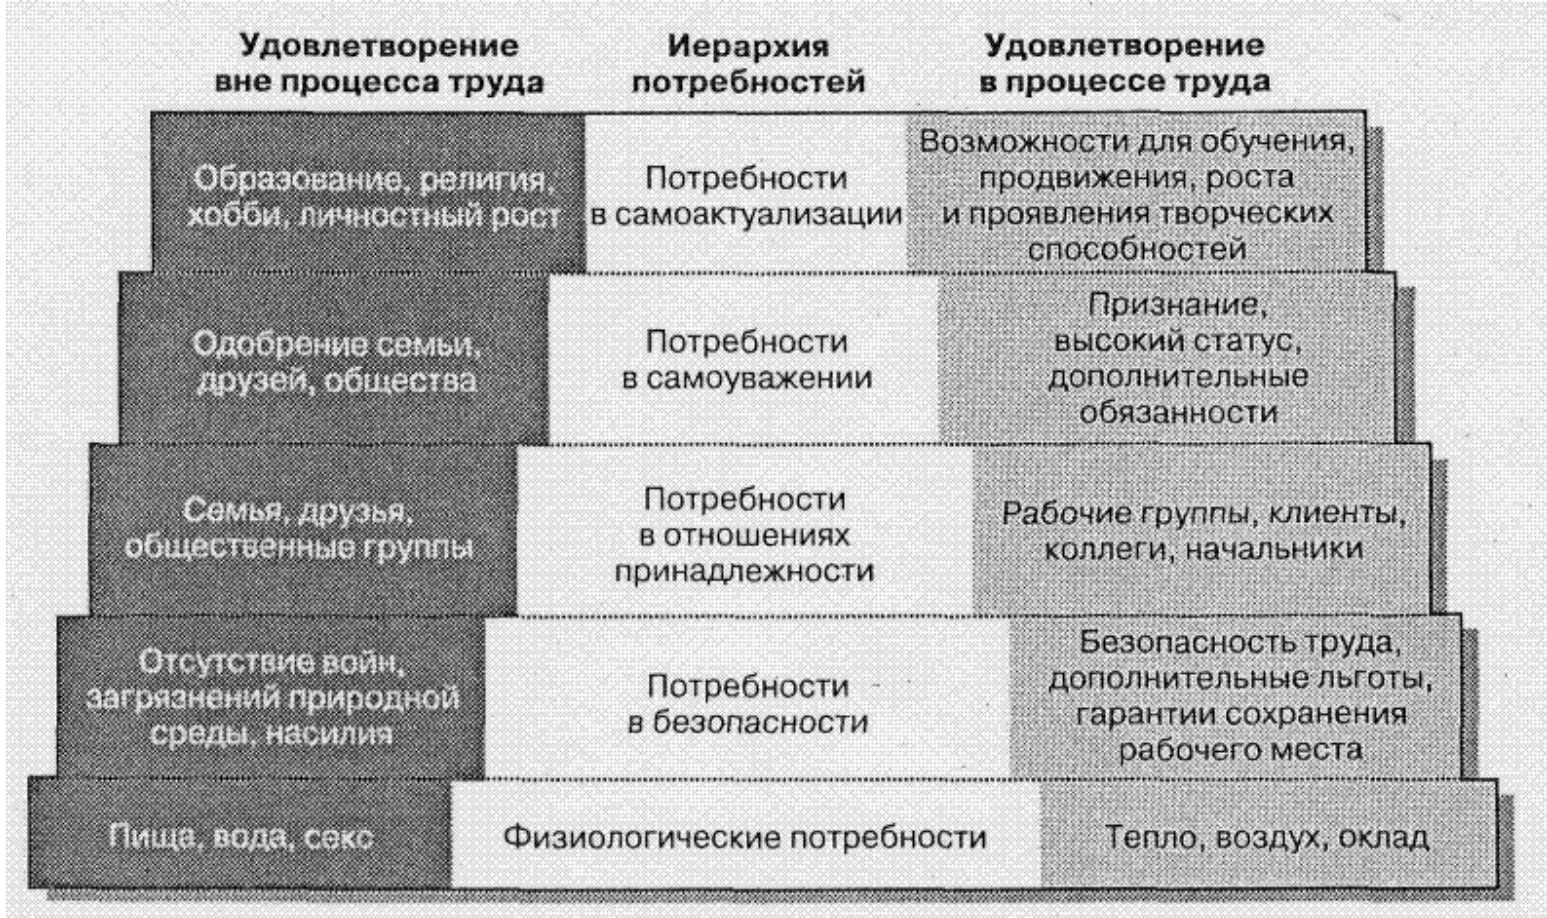 Удовлетворение
вне процесса труда
Иерархия
потребностей
Удовлетворение
в процессе труда
Образование, религия,
хобби, личностный рост
Потребности
в самоактуализации
Возможности для обучения,
продвижения, роста
и проявления творческих
способностей
Одобрение семьи,
друзей, общества
Потребности
в самоуважении
Признание,
высокий статус,
дополнительные
обязанности
Семья, друзья,
общественные группы
Потребности
в отношениях
принадлежности
Рабочие группы, клиенты,
коллеги, начальники
Отсутствие войн,
загрязнений природной
среды, насилия
Потребности
в безопасности
Безопасность труда,
дополнительные льготы,
гарантии сохранения
рабочего места
Пища, вода, секс
Физиологические потребности
Тепло, воздух, оклад